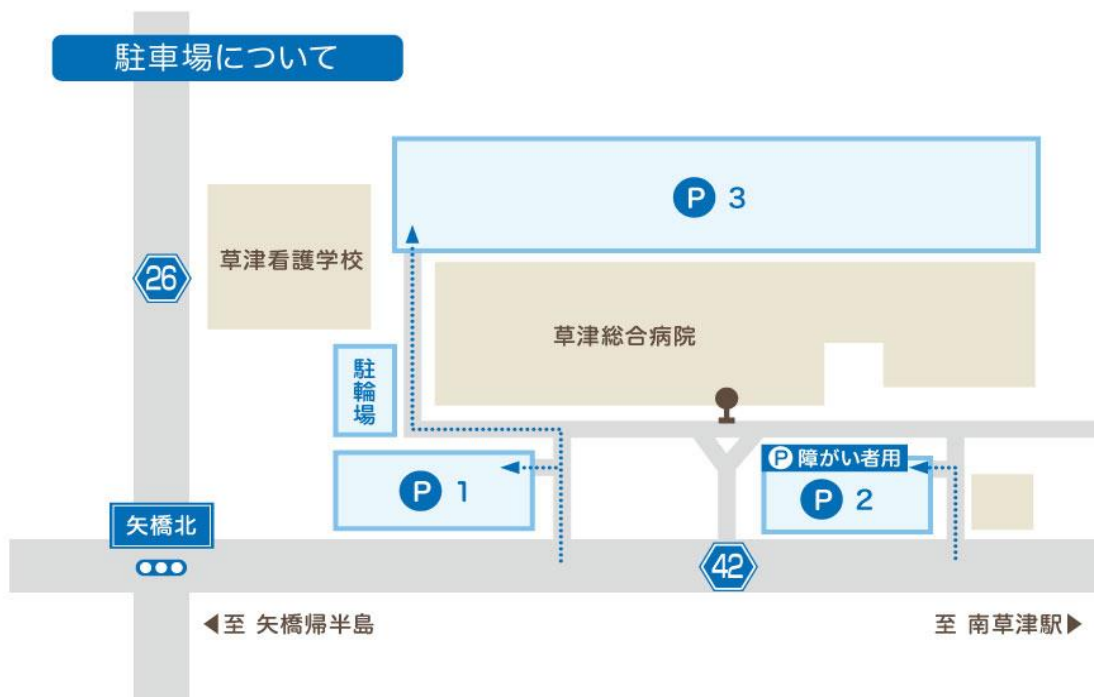 駐車場について
P 3
草津看護学校
26
草津総合病院
駐輪場
P 障がい者用
P 1
P 2
矢橋北
42
◀至 矢橋帰半島
至 南草津駅▶